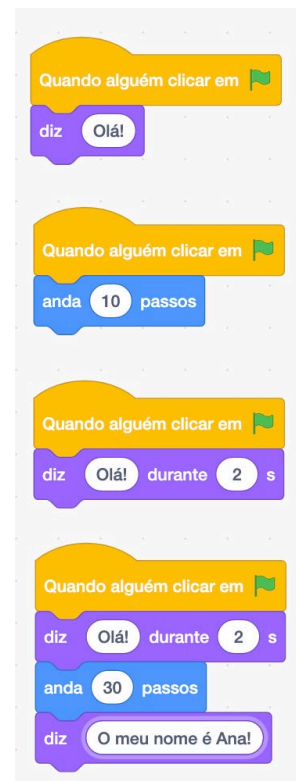 Quando alguém clicar em
diz Olá!
Quando alguém clicar em
anda 10 passos
Quando alguém clicar em
diz Olá! durante 2 s
Quando alguém clicar em
diz Olá! durante 2 s
anda 30 passos
diz O meu nome é Ana!